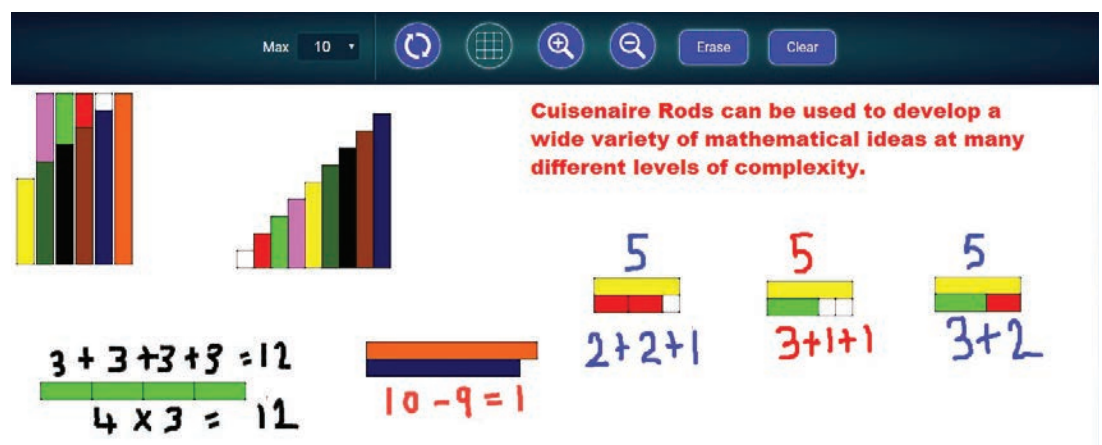 Max 10 Erase Clear
Cuisenaire Rods can be used to develop a
wide variety of mathematical ideas at many
different levels of complexity.
5 5 5
2+2+1 3+1+1 3+2
3+3+3+3=12
4 x 3 = 12
10-9=1